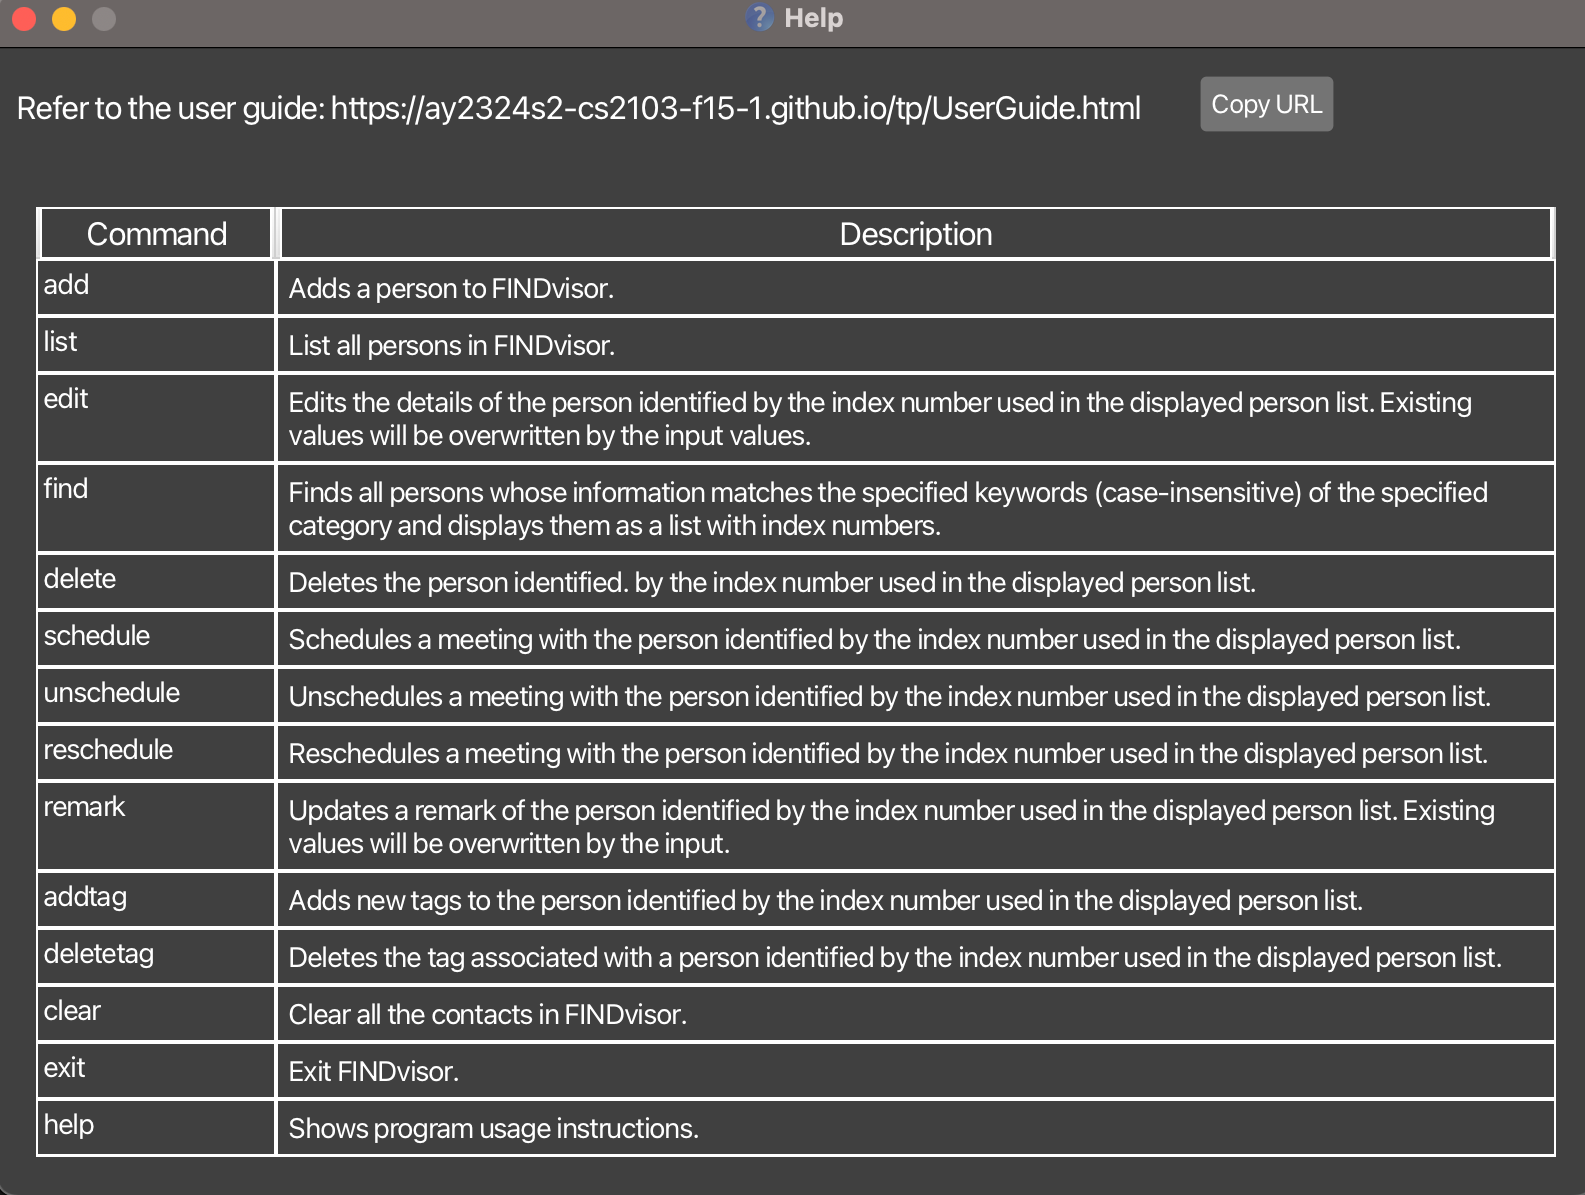 Help
Refer to the user guide: https://ay2324s2-cs2103-f15-1.github.io/tp/UserGuide.html
Copy URL
Command
Description
add
Adds a person to FINDvisor.
list
List all persons in FINDvisor.
edit
Edits the details of the person identified by the index number used in the displayed person list. Existing
values will be overwritten by the input values.
find
Finds all persons whose information matches the specified keywords (case-insensitive) of the specified
category and displays them as a list with index numbers.
delete
Deletes the person identified. by the index number used in the displayed person list.
schedule
Schedules a meeting with the person identified by the index number used in the displayed person list.
unschedule
Unschedules a meeting with the person identified by the index number used in the displayed person list.
reschedule
Reschedules a meeting with the person identified by the index number used in the displayed person list.
remark
Updates a remark of the person identified by the index number used in the displayed person list. Existing
values will be overwritten by the input.
addtag
Adds new tags to the person identified by the index number used in the displayed person list.
deletetag
Deletes the tag associated with a person identified by the index number used in the displayed person list.
clear
Clear all the contacts in FINDvisor.
exit
Exit FINDvisor.
help
Shows program usage instructions.